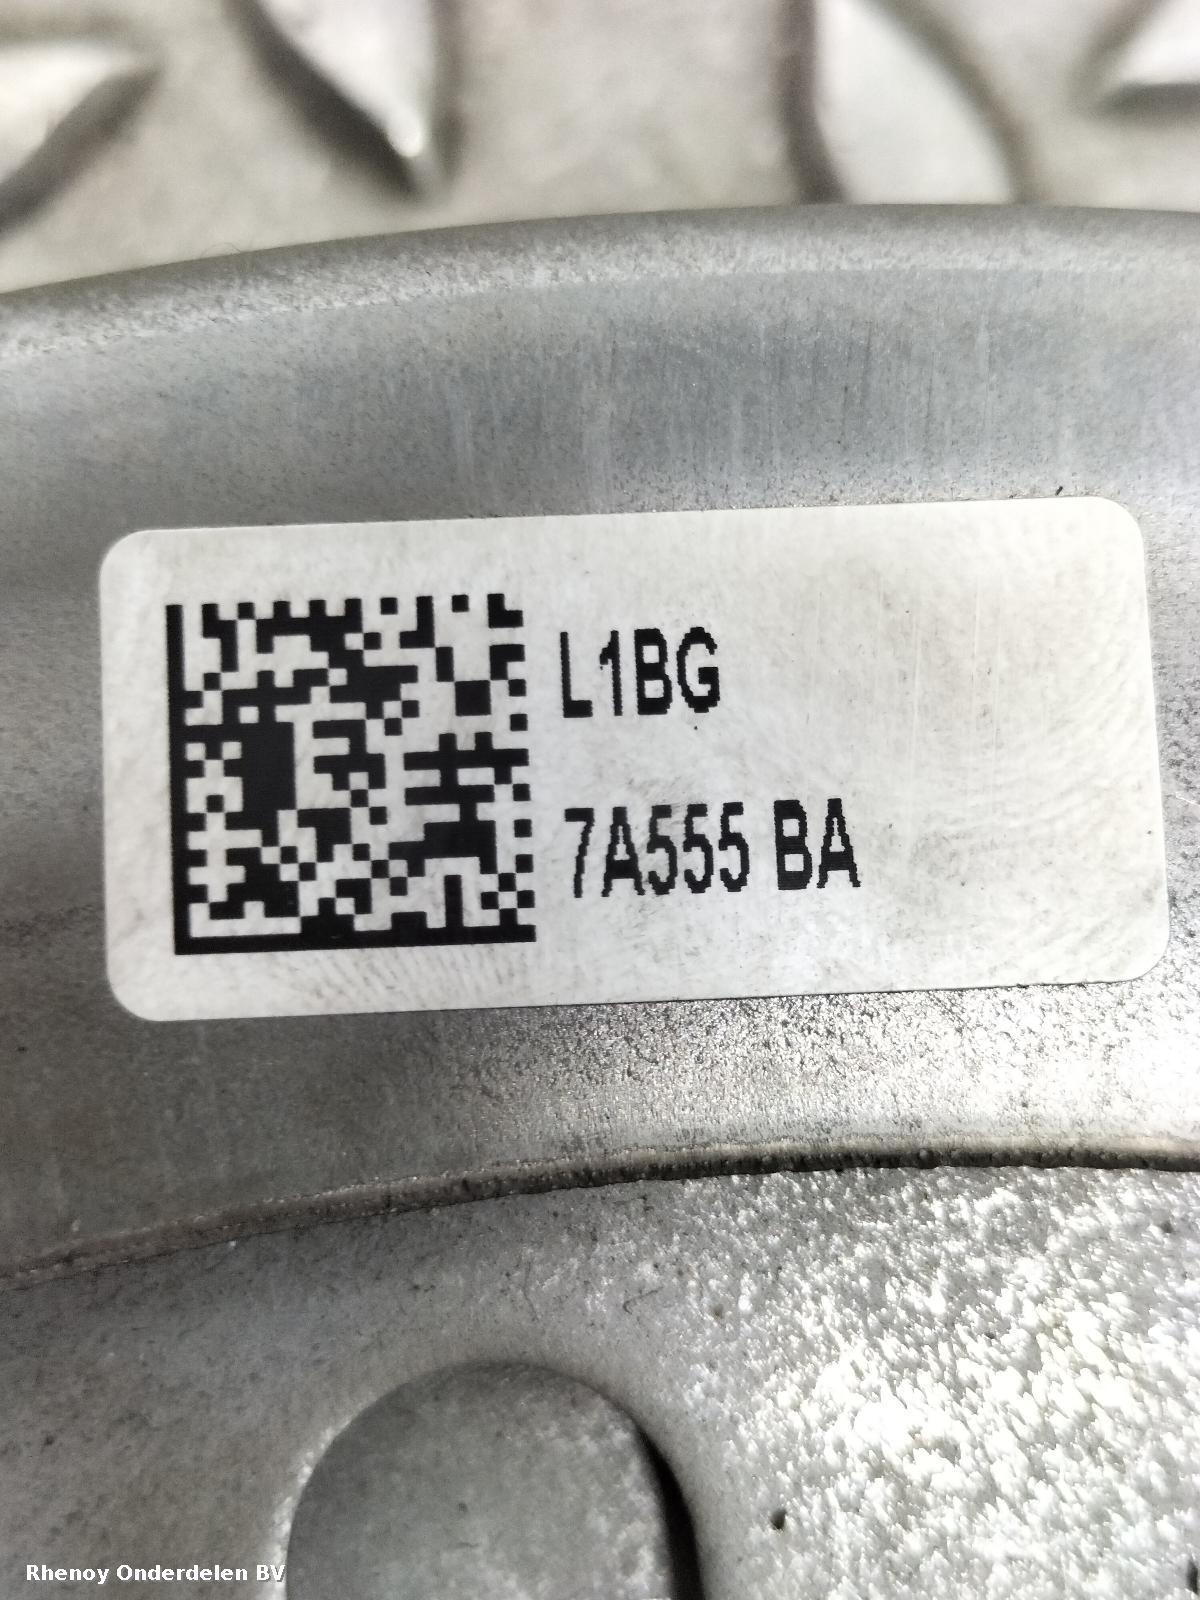 L1BG
7A555 BA
Rhenoy Onderdelen BV